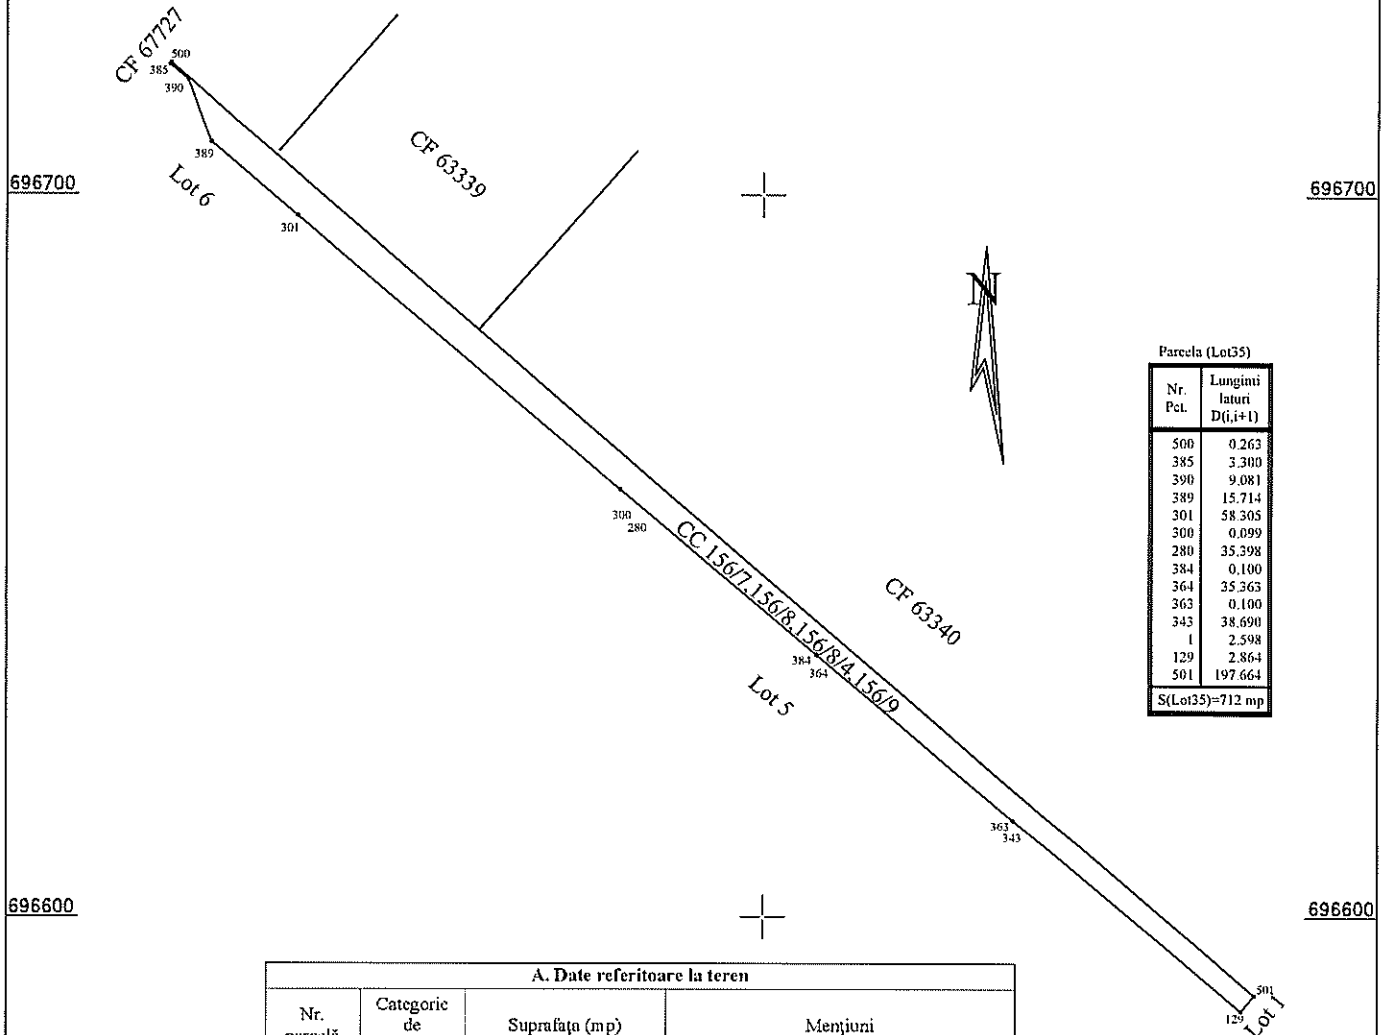 CF 67727
500
385
390
389
Lot 6
301
CF 63339
696700
696700
N
Parcela (Lot35)
Nr. Pct.
Lungimi laturi D(i,i+1)
500 0.263
385 3.300
390 9.081
389 15.714
301 58.305
300 0.099
280 35.398
384 0.100
364 35.363
363 0.100
343 38.690
1 2.598
129 2.864
501 197.664
S(Lot35)=712 mp
300
280
CC 156/7,156/8,156/8/4,156/9
CF 63340
384
364
Lot 5
363
343
696600
696600
501
129
Lot 1
A. Date referitoare la teren
Nr.
Categorie de
Suprafaţa (mp)
Menţiuni